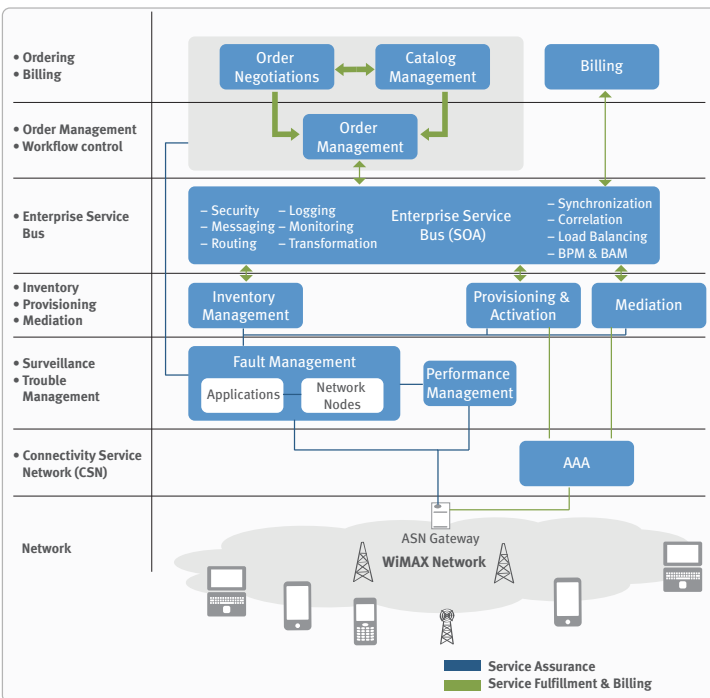 • Ordering
• Billing
Order
Negotiations
Catalog
Management
Billing
• Order Management
• Workflow control
Order
Management
• Enterprise Service
Bus
– Security
– Messaging
– Routing
– Logging
– Monitoring
– Transformation
Enterprise Service
Bus (SOA)
– Synchronization
– Correlation
– Load Balancing
– BPM & BAM
• Inventory
• Provisioning
• Mediation
Inventory
Management
Provisioning &
Activation
Mediation
• Surveillance
• Trouble
Management
Fault Management
Applications
Network
Nodes
Performance
Management
• Connectivity Service
Network (CSN)
AAA
Network
ASN Gateway
WiMAX Network
Service Assurance
Service Fulfillment & Billing